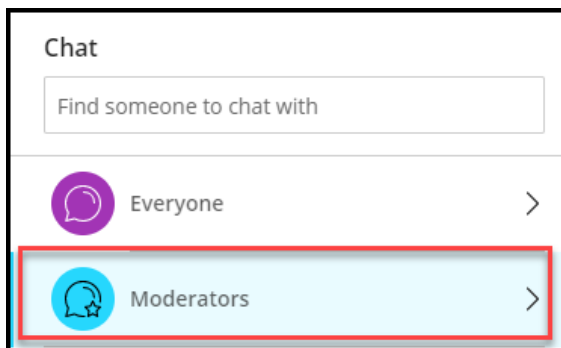 Chat
Find someone to chat with
Everyone
Moderators